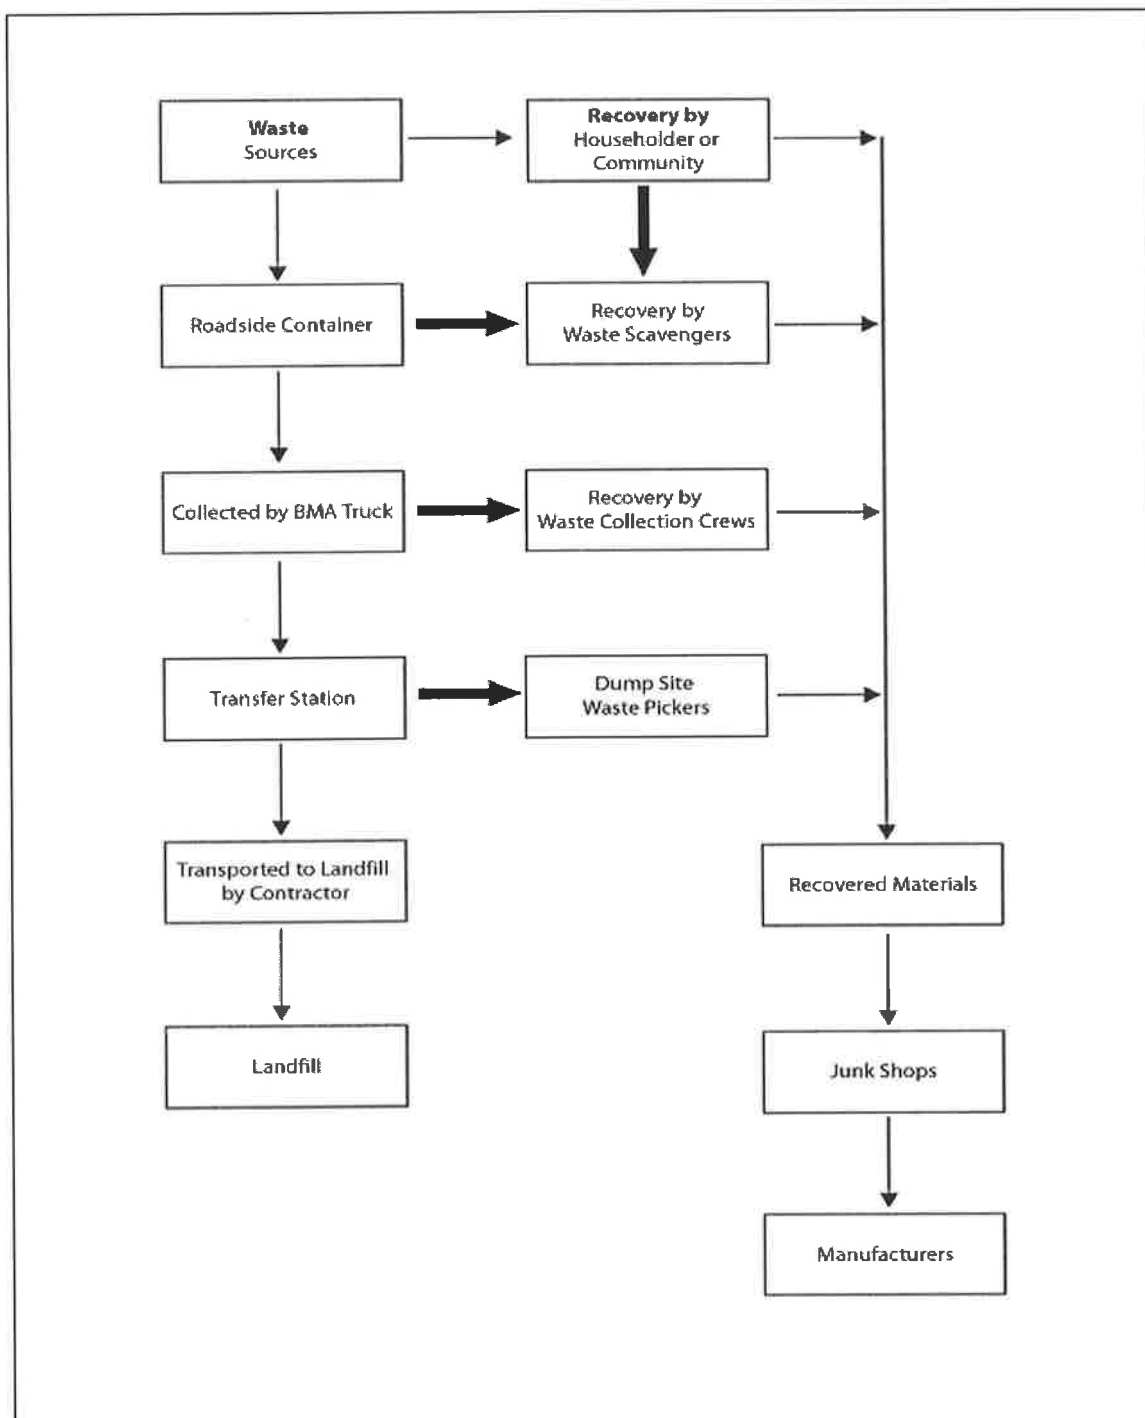 Waste
Sources
Recovery by
Householder or
Community
Roadside Container
Recovery by
Waste Scavengers
Collected by BMA Truck
Recovery by
Waste Collection Crews
Transfer Station
Dump Site
Waste Pickers
Transported to Landfill
by Contractor
Recovered Materials
Landfill
Junk Shops
Manufacturers